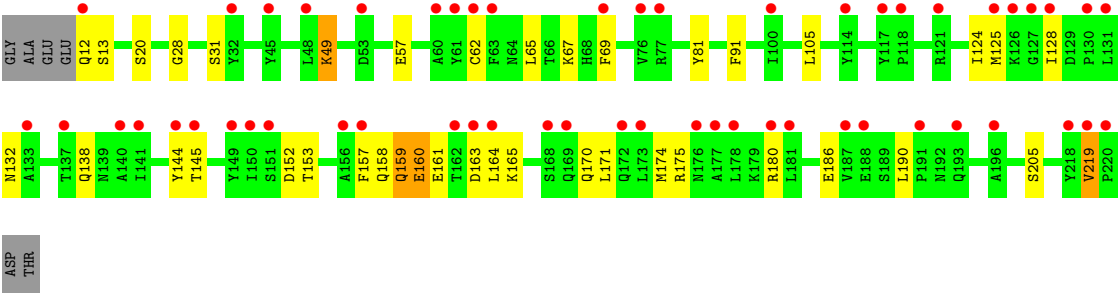 GLY ALA GLU GLU Q12 S13 S20 G28 S31 Y32 Y45 L48 K49 D53 E57 A60 Y61 C62 F63 N64 L65 T66 K67 H68 F69 V76 R77 Y81 F91 I100 L105 Y114 Y117 P118 R121 I124 M125 K126 G127 I128 D129 P130 L131
N132 A133 T137 Q138 N139 A140 I141 Y144 T145 Y149 I150 S151 D152 T153 A156 F157 Q158 Q159 E160 E161 T162 D163 L164 K165 S168 Q169 Q170 L171 Q172 L173 M174 R175 N176 A177 L178 K179 R180 L181 E186 V187 E188 S189 L190 P191 N192 Q193 A196 S205 Y218 V219 P220
ASP THR